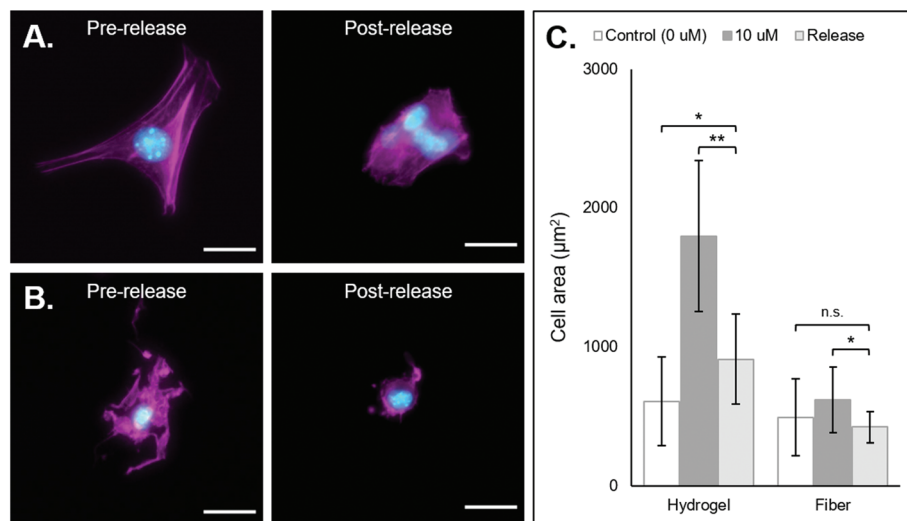 A.
Pre-release
Post-release
B.
Pre-release
Post-release
C.
Control (0 uM) 10 uM Release
3000
2000
1000
0
Cell area (µm²)
*
**
n.s.
*
Hydrogel Fiber